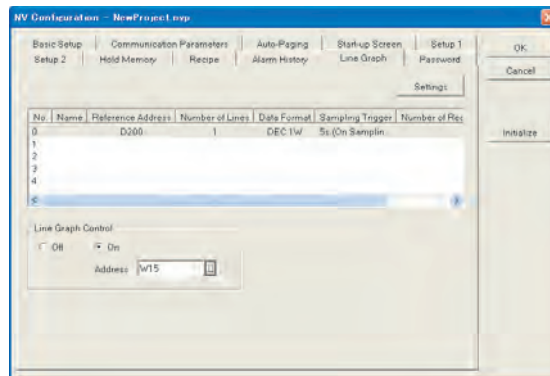 NV Configuration - NewProject.nvp
Basic Setup Communication Parameters Auto-Paging Start-up Screen Setup 1
Setup 2 Hold Memory Recipe Alarm History Line Graph Password
OK
Cancel
Initialize
Settings
No. Name Reference Address Number of Lines Data Format Sampling Trigger Number of Rec
0 D200 1 DEC 1W 5s (On Samplin
1
2
3
4
Line Graph Control
Off On
Address W15